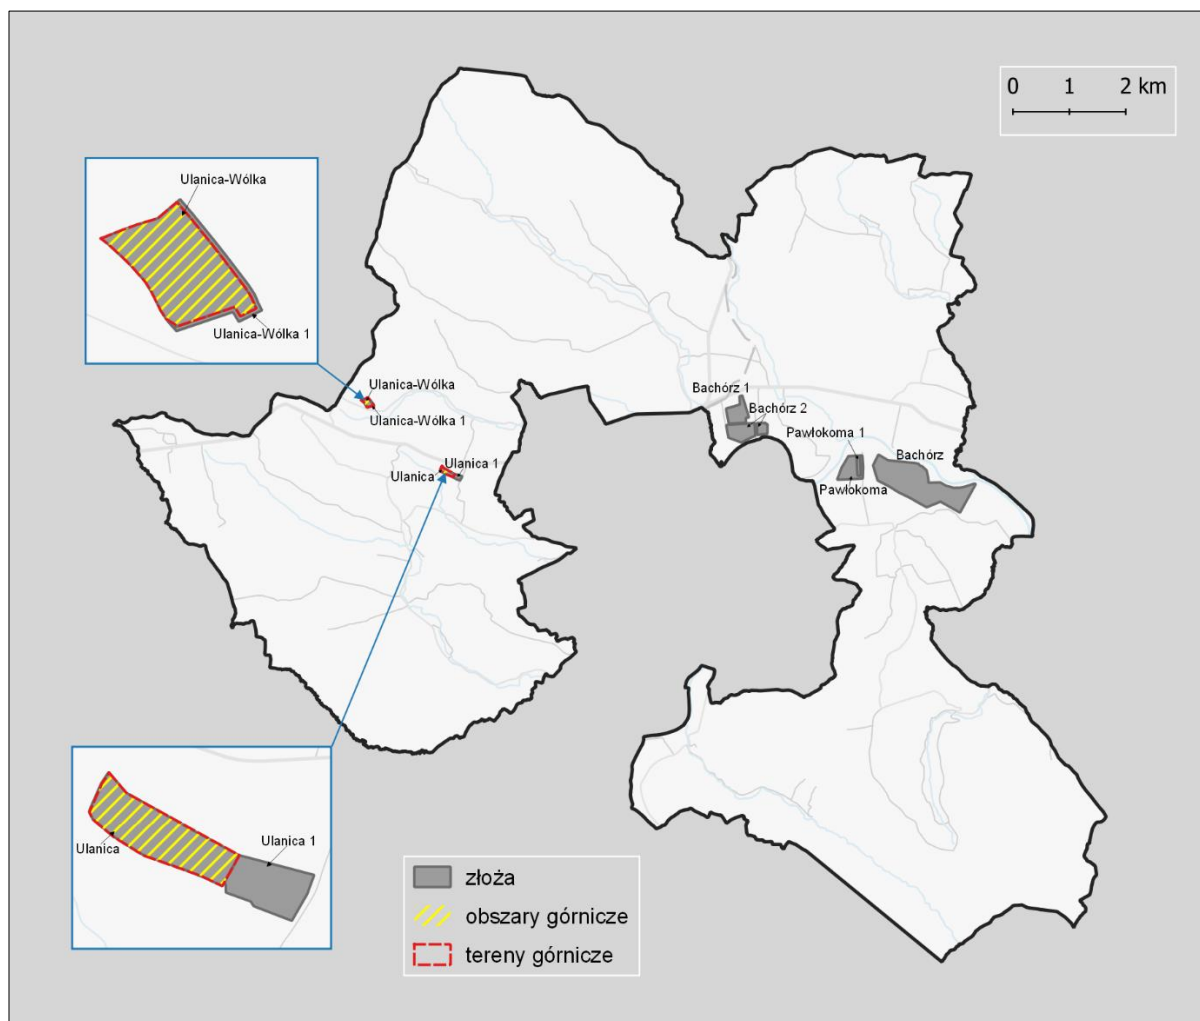 0 1 2 km
Ulanica-Wólka
Ulanica-Wólka 1
Ulanica-Wólka
Ulanica-Wólka 1
Ulanica 1
Ulanica
Bachórz 1
Bachórz 2
Pawłokoma 1
Bachórz
Pawłokoma
Ulanica
Ulanica 1
złoża
obszary górnicze
tereny górnicze